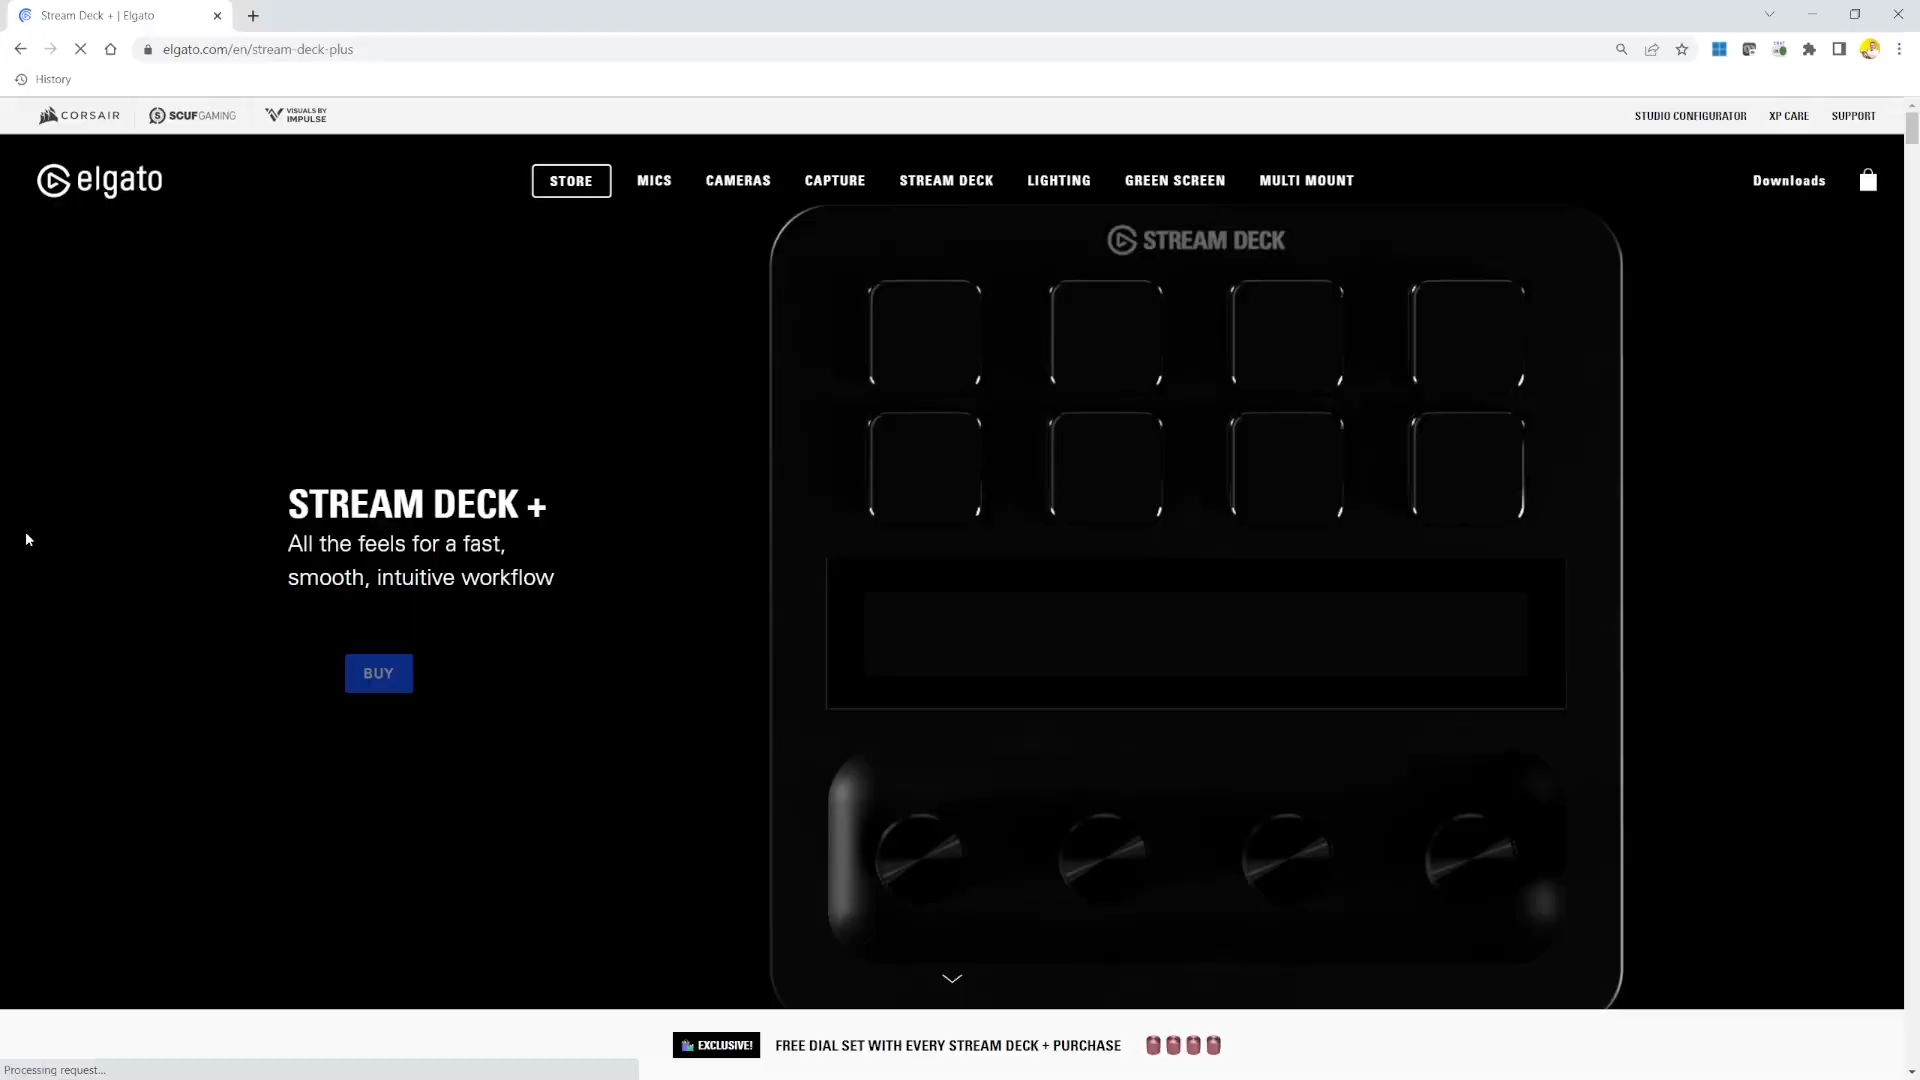 Stream Deck + | Elgato
elgato.com/en/stream-deck-plus
History
CORSAIR
SCUFGAMING
VISUALS BY
IMPULSE
STUDIO CONFIGURATOR
XP CARE
SUPPORT
elgato
STORE
MICS
CAMERAS
CAPTURE
STREAM DECK
LIGHTING
GREEN SCREEN
MULTI MOUNT
Downloads
STREAM DECK
STREAM DECK +
All the feels for a fast,
smooth, intuitive workflow
BUY
EXCLUSIVE!
FREE DIAL SET WITH EVERY STREAM DECK + PURCHASE
Processing request...